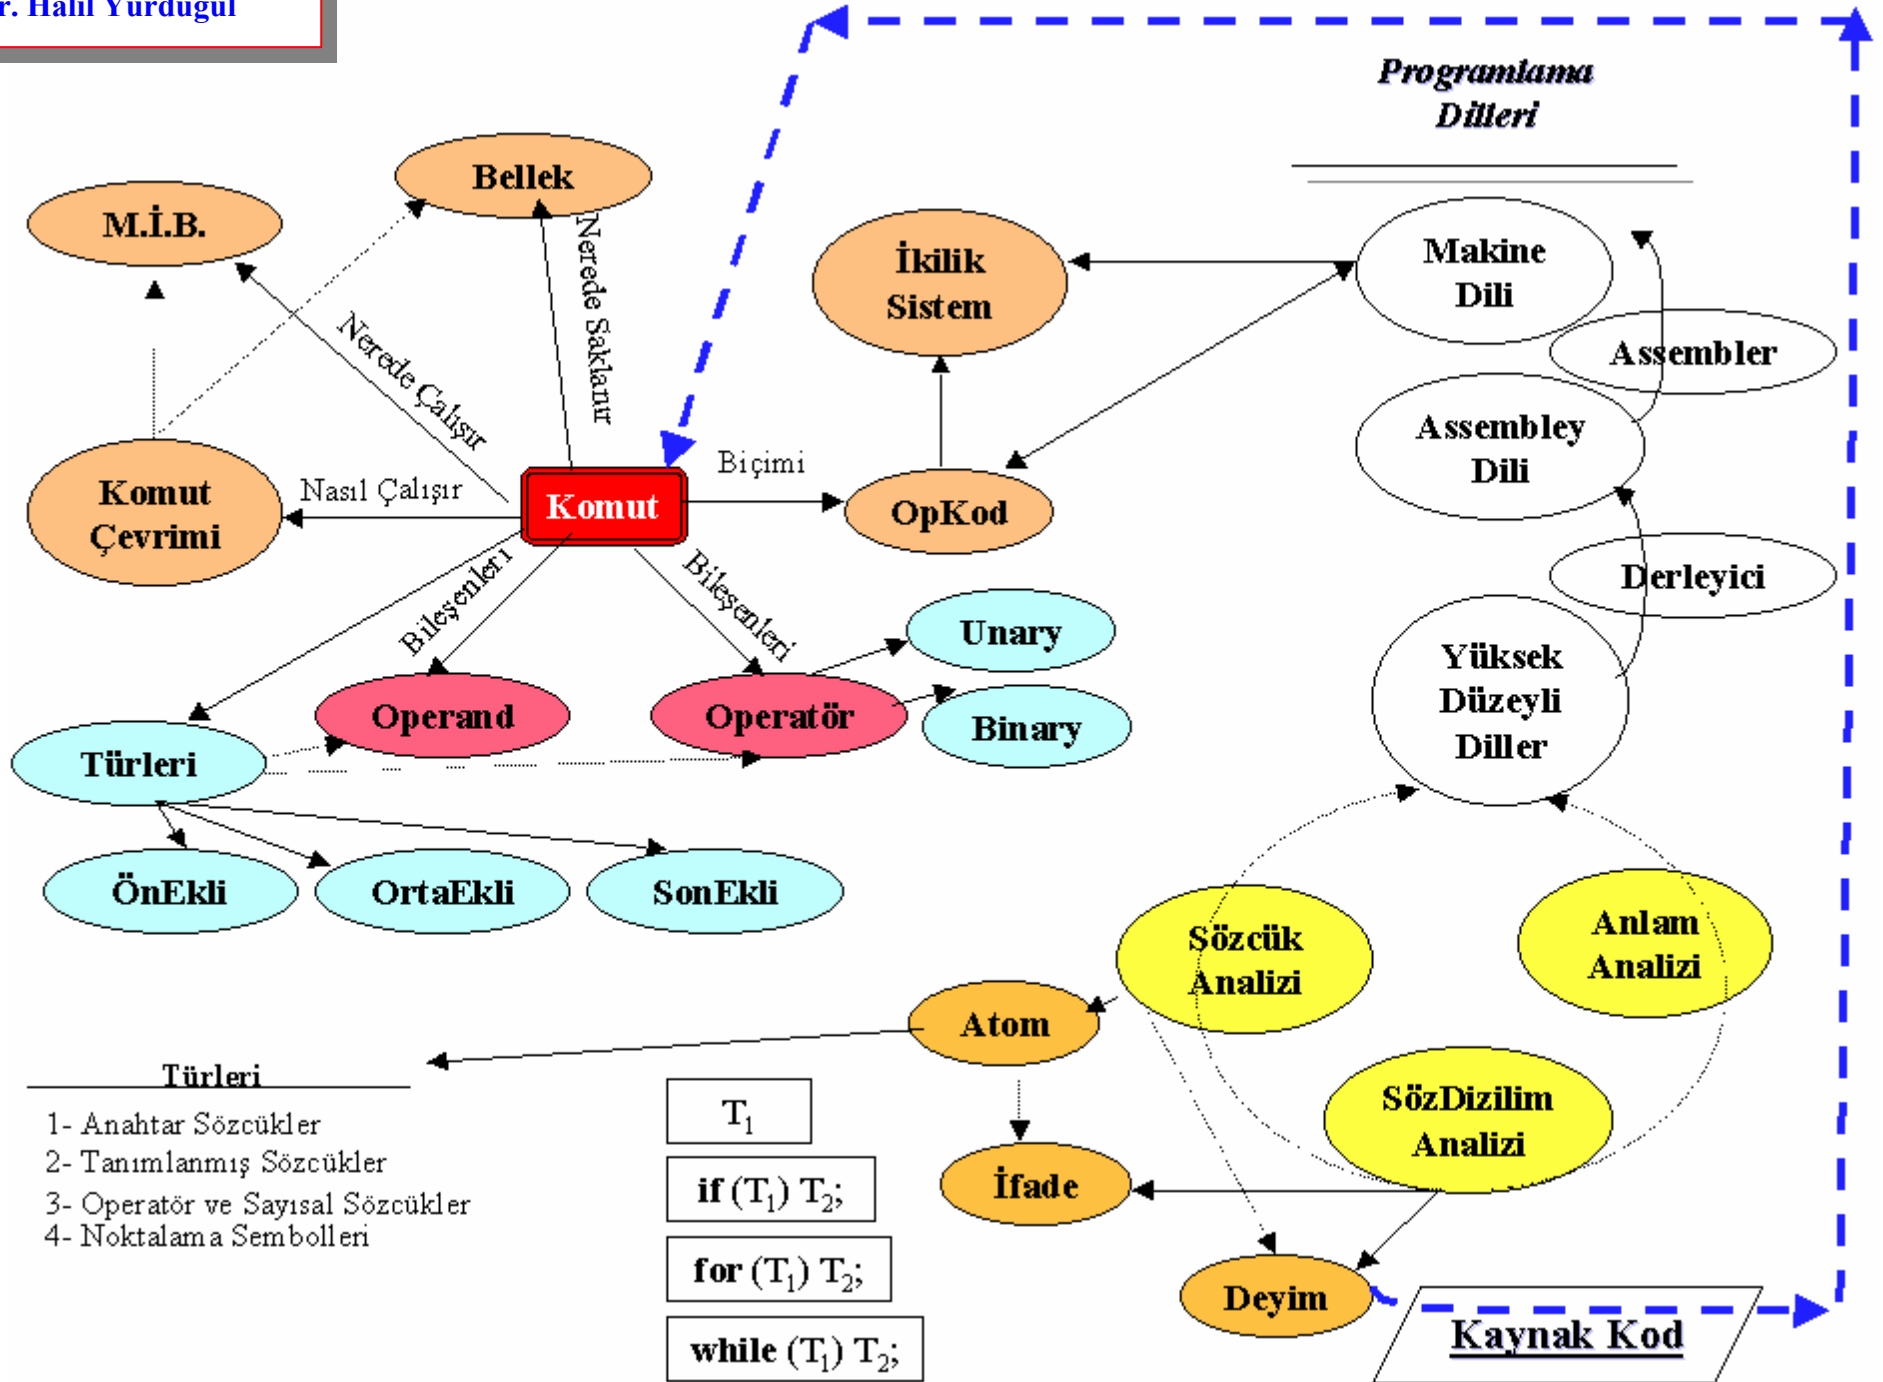 r. Halil Yurdugül
Programlama
Dilleri
Bellek
M.İ.B.
Nerede Saklanır
Nerede Çalışır
İkilik
Sistem
Makine
Dili
Assembler
Assembley
Dili
Komut
Çevrimi
Nasıl Çalışır
Komut
Biçimi
OpKod
Derleyici
Bileşenleri
Bileşenleri
Unary
Binary
Yüksek
Düzeyli
Diller
Operand
Operatör
Türleri
ÖnEkli
OrtaEkli
SonEkli
Sözcük
Analizi
Anlam
Analizi
Atom
SözDizilim
Analizi
Türleri
1- Anahtar Sözcükler
2- Tanımlanmış Sözcükler
3- Operatör ve Sayısal Sözcükler
4- Noktalama Sembolleri
T₁
if (T₁) T₂;
for (T₁) T₂;
while (T₁) T₂;
İfade
Deyim
Kaynak Kod